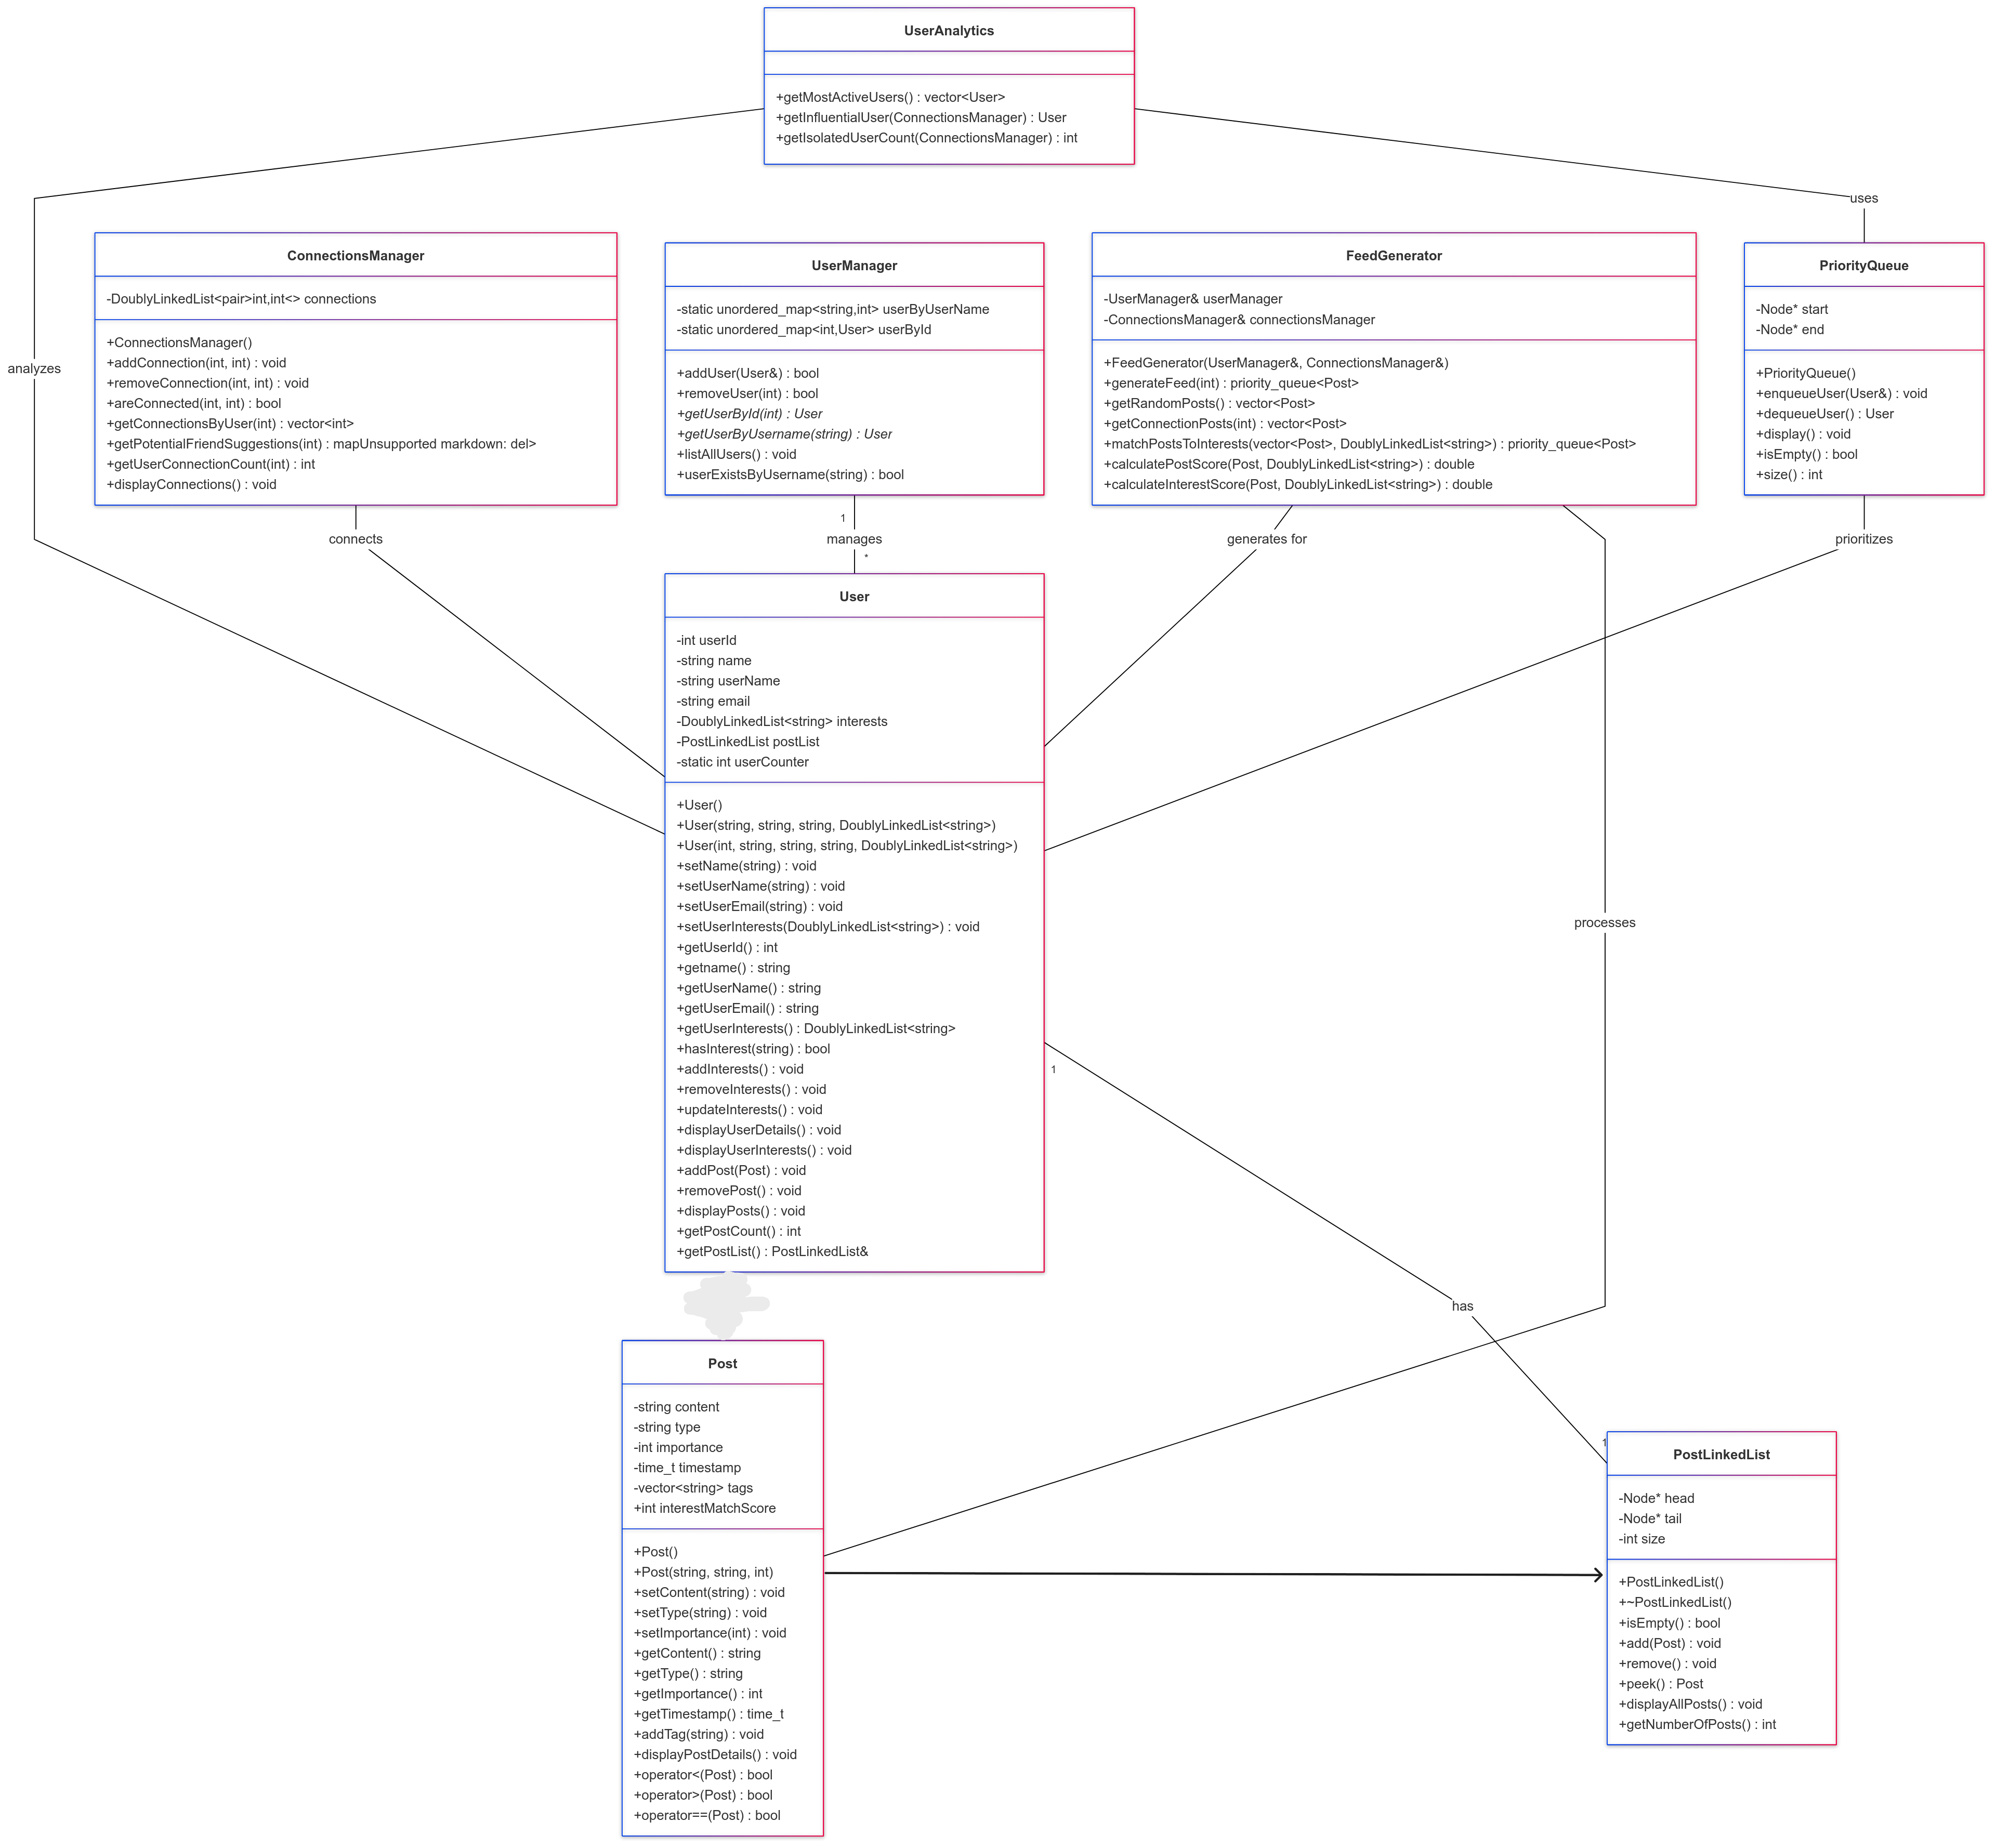 UserAnalytics
+getMostActiveUsers() : vector<User>
+getInfluentialUser(ConnectionsManager) : User
+getIsolatedUserCount(ConnectionsManager) : int
uses
analyzes
ConnectionsManager
-DoublyLinkedList<pair>int,int<> connections
+ConnectionsManager()
+addConnection(int, int) : void
+removeConnection(int, int) : void
+areConnected(int, int) : bool
+getConnectionsByUser(int) : vector<int>
+getPotentialFriendSuggestions(int) : mapUnsupported markdown: del>
+getUserConnectionCount(int) : int
+displayConnections() : void
UserManager
-static unordered_map<string,int> userByUserName
-static unordered_map<int,User> userById
+addUser(User&) : bool
+removeUser(int) : bool
+getUserById(int) : User
+getUserByUsername(string) : User
+listAllUsers() : void
+userExistsByUsername(string) : bool
FeedGenerator
-UserManager& userManager
-ConnectionsManager& connectionsManager
+FeedGenerator(UserManager&, ConnectionsManager&)
+generateFeed(int) : priority_queue<Post>
+getRandomPosts() : vector<Post>
+getConnectionPosts(int) : vector<Post>
+matchPostsToInterests(vector<Post>, DoublyLinkedList<string>) : priority_queue<Post>
+calculatePostScore(Post, DoublyLinkedList<string>) : double
+calculateInterestScore(Post, DoublyLinkedList<string>) : double
PriorityQueue
-Node* start
-Node* end
+PriorityQueue()
+enqueueUser(User&) : void
+dequeueUser() : User
+display() : void
+isEmpty() : bool
+size() : int
connects
1
manages
*
generates for
prioritizes
User
-int userId
-string name
-string userName
-string email
-DoublyLinkedList<string> interests
-PostLinkedList postList
-static int userCounter
+User()
+User(string, string, string, DoublyLinkedList<string>)
+User(int, string, string, string, DoublyLinkedList<string>)
+setName(string) : void
+setUserName(string) : void
+setUserEmail(string) : void
+setUserInterests(DoublyLinkedList<string>) : void
+getUserId() : int
+getname() : string
+getUserName() : string
+getUserEmail() : string
+getUserInterests() : DoublyLinkedList<string>
+hasInterest(string) : bool
+addInterests() : void
+removeInterests() : void
+updateInterests() : void
+displayUserDetails() : void
+displayUserInterests() : void
+addPost(Post) : void
+removePost() : void
+displayPosts() : void
+getPostCount() : int
+getPostList() : PostLinkedList&
processes
1
has
1
Post
-string content
-string type
-int importance
-time_t timestamp
-vector<string> tags
+int interestMatchScore
+Post()
+Post(string, string, int)
+setContent(string) : void
+setType(string) : void
+setImportance(int) : void
+getContent() : string
+getType() : string
+getImportance() : int
+getTimestamp() : time_t
+addTag(string) : void
+displayPostDetails() : void
+operator<(Post) : bool
+operator>(Post) : bool
+operator==(Post) : bool
PostLinkedList
-Node* head
-Node* tail
-int size
+PostLinkedList()
+~PostLinkedList()
+isEmpty() : bool
+add(Post) : void
+remove() : void
+peek() : Post
+displayAllPosts() : void
+getNumberOfPosts() : int